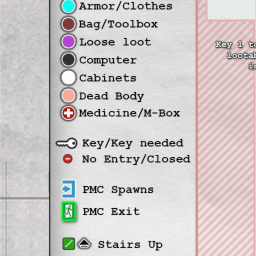 Armor/Clothes
Bag/Toolbox
Loose loot
Computer
Cabinets
Dead Body
Medicine/M-Box
Key/Key needed
No Entry/Closed
PMC Spawns
PMC Exit
Stairs Up
Key 1 to
lootab